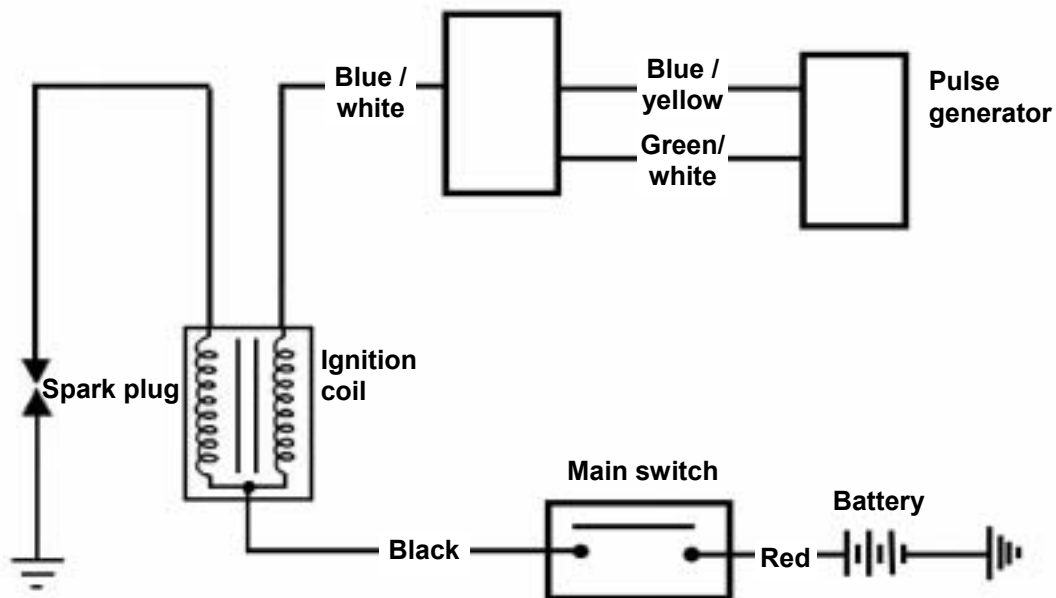 Blue /
white
Blue /
yellow
Green/
white
Pulse
generator
Spark plug
Ignition
coil
Main switch
Battery
Black
Red